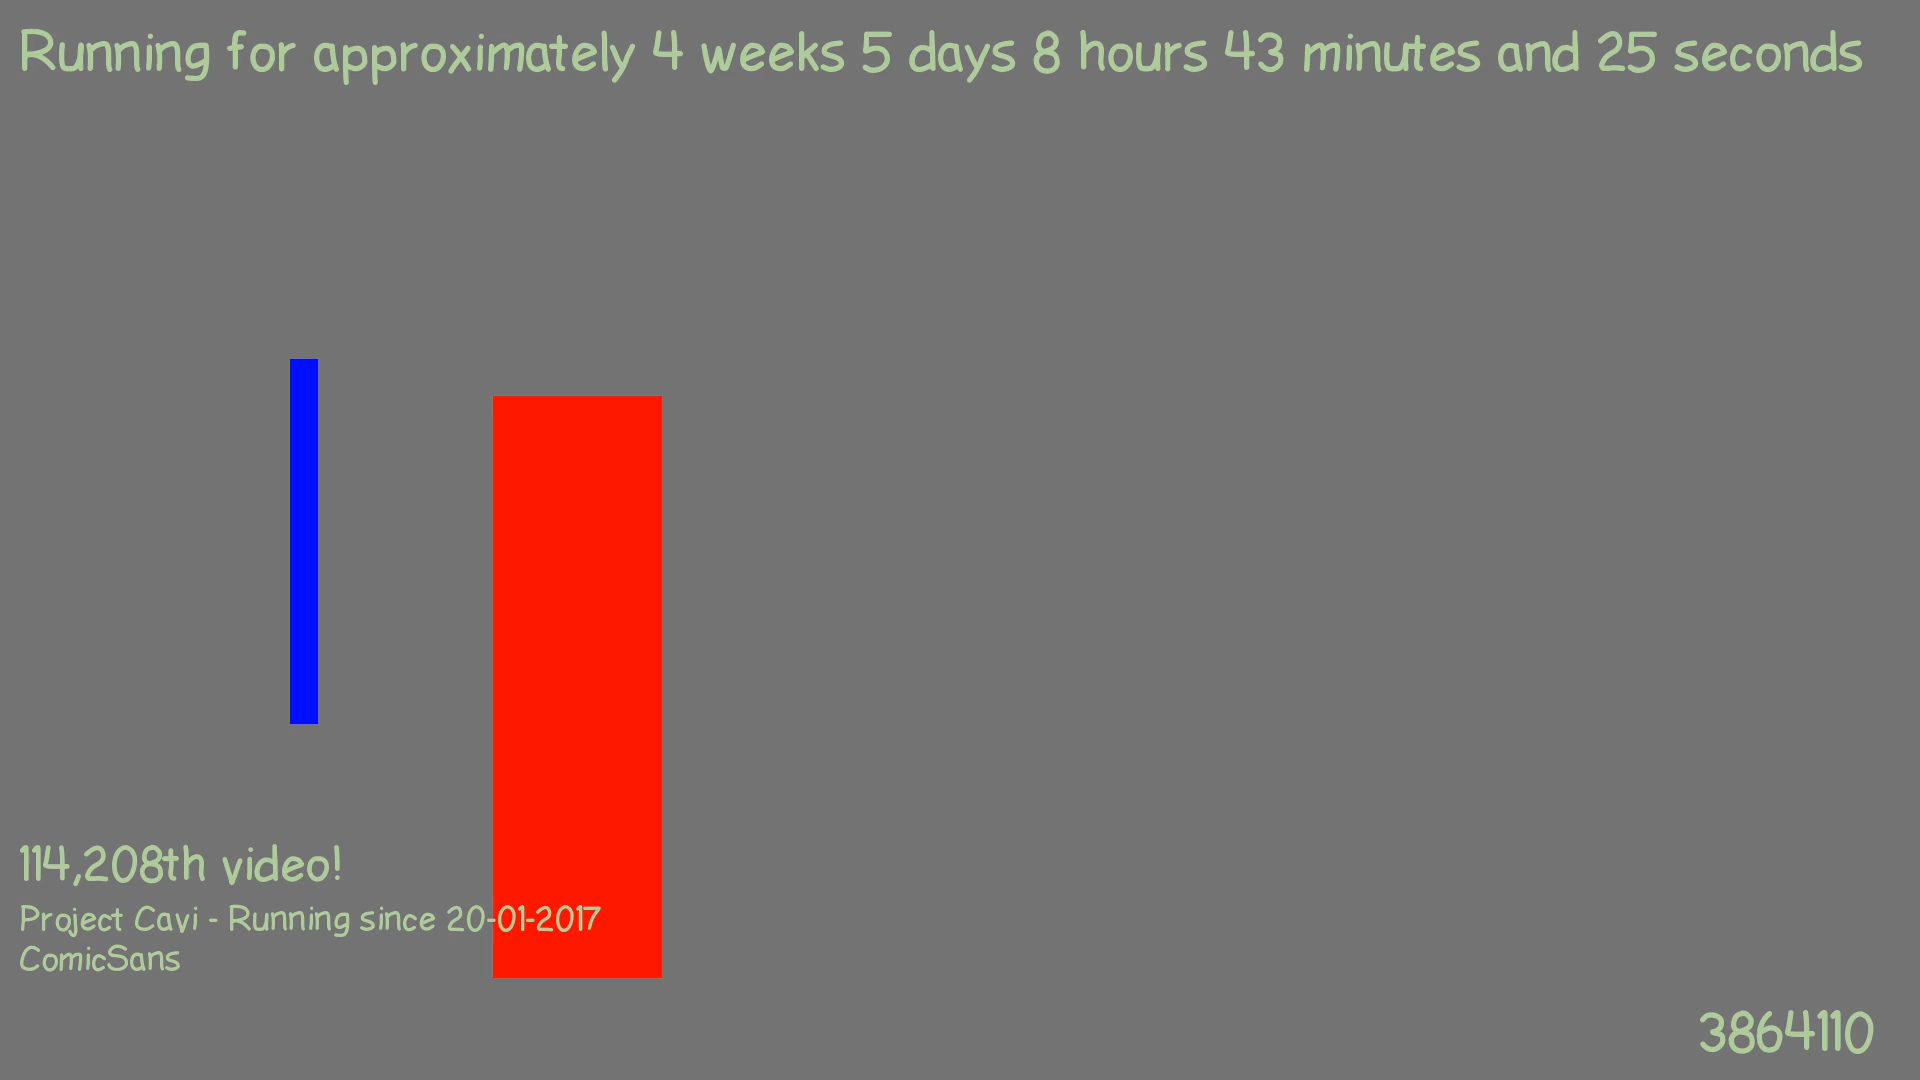 Running for approximately 4 weeks 5 days 8 hours 43 minutes and 25 seconds
114,208th video!
Project Cavi - Running since 20-01-2017
ComicSans
3864110